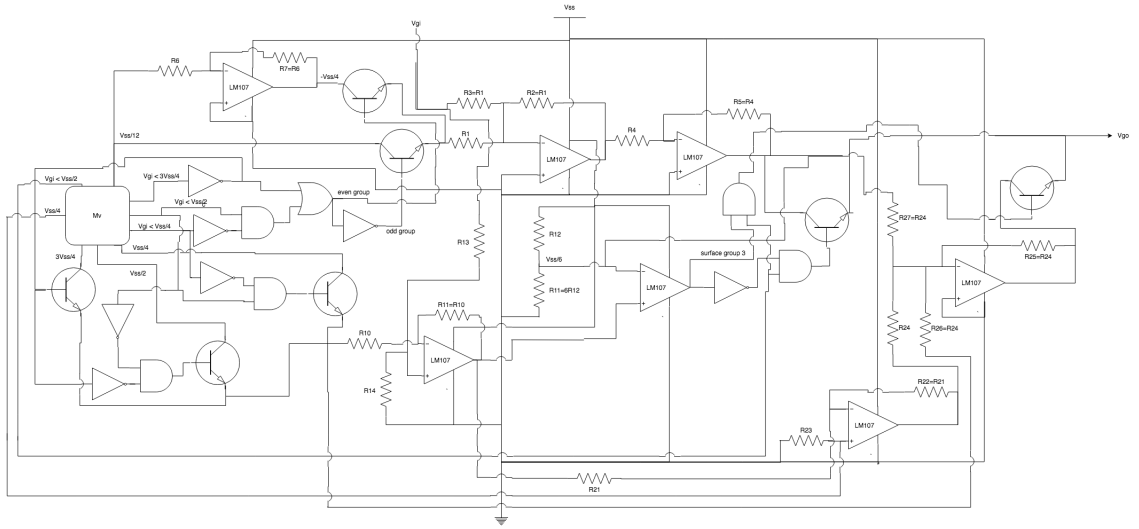 Vss
Vgi
R6
R7=R6
LM107
-Vss/4
R3=R1
R2=R1
R5=R4
R1
R4
LM107
LM107
Vgo
Vss/12
Vgi < Vss/2
Vgi < 3Vss/4
Vss/4
Mv
Vgi < Vss/2
Vgi < Vss/4
even group
odd group
Vss/4
3Vss/4
Vss/2
R13
R12
Vss/6
R11=6R12
surface group 3
LM107
R27=R24
R25=R24
LM107
R11=R10
R10
LM107
R14
R24
R26=R24
R22=R21
R23
LM107
R21